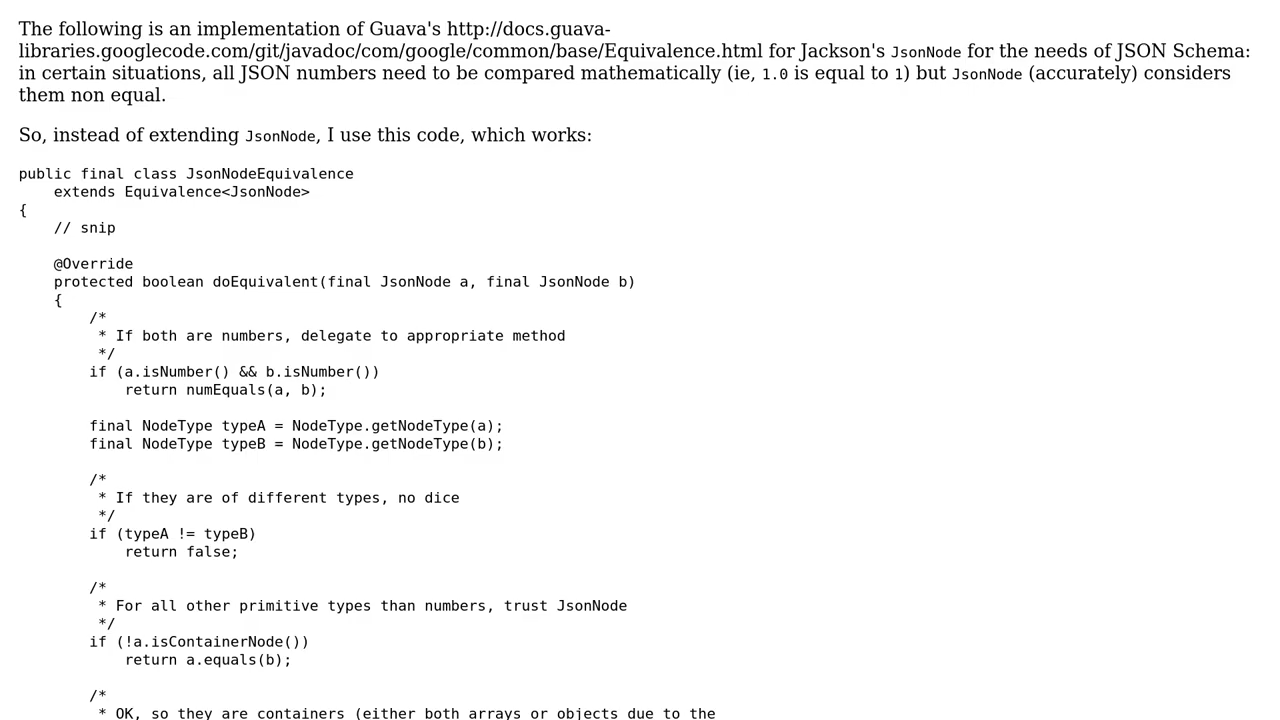 The following is an implementation of Guava's http://docs.guava-
libraries.googlecode.com/git/javadoc/com/google/common/base/Equivalence.html for Jackson's JsonNode for the needs of JSON Schema:
in certain situations, all JSON numbers need to be compared mathematically (ie, 1.0 is equal to 1) but JsonNode (accurately) considers
them non equal.

So, instead of extending JsonNode, I use this code, which works:

public final class JsonNodeEquivalence
    extends Equivalence<JsonNode>
{
    // snip

    @Override
    protected boolean doEquivalent(final JsonNode a, final JsonNode b)
    {
        /*
         * If both are numbers, delegate to appropriate method
         */
        if (a.isNumber() && b.isNumber())
            return numEquals(a, b);

        final NodeType typeA = NodeType.getNodeType(a);
        final NodeType typeB = NodeType.getNodeType(b);

        /*
         * If they are of different types, no dice
         */
        if (typeA != typeB)
            return false;

        /*
         * For all other primitive types than numbers, trust JsonNode
         */
        if (!a.isContainerNode())
            return a.equals(b);

        /*
         * OK, so they are containers (either both arrays or objects due to the